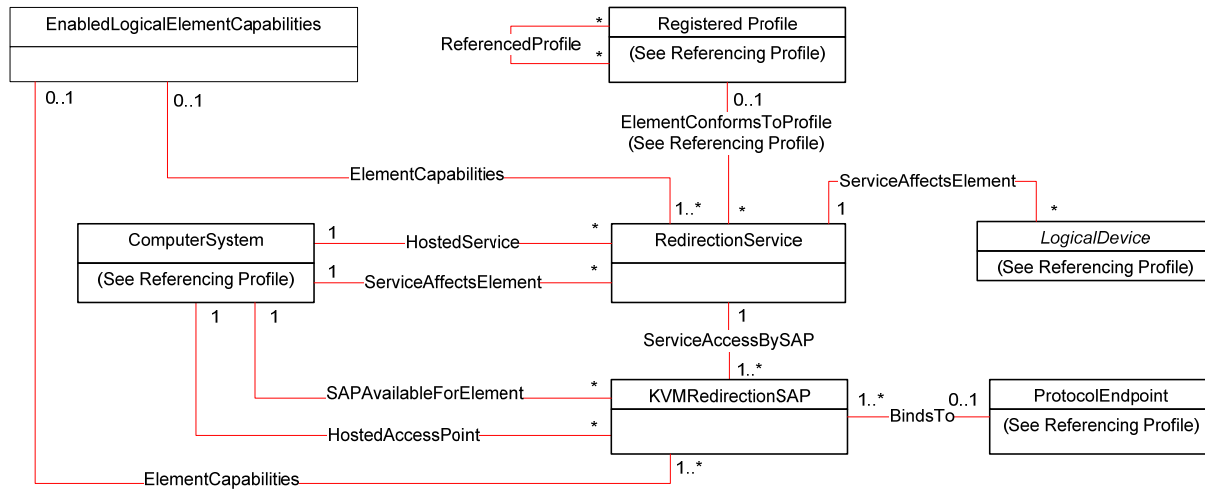 EnabledLogicalElementCapabilities
Registered Profile
(See Referencing Profile)
*
*
ReferencedProfile
0..1
0..1
0..1
ElementConformsToProfile
(See Referencing Profile)
ElementCapabilities
ServiceAffectsElement
1..*
*
1
*
ComputerSystem
(See Referencing Profile)
1
HostedService
*
1
ServiceAffectsElement
*
RedirectionService
LogicalDevice
(See Referencing Profile)
1
1
1
ServiceAccessBySAP
1..*
SAPAvailableForElement
*
HostedAccessPoint
*
KVMRedirectionSAP
1..*
BindsTo
0..1
ProtocolEndpoint
(See Referencing Profile)
1..*
ElementCapabilities